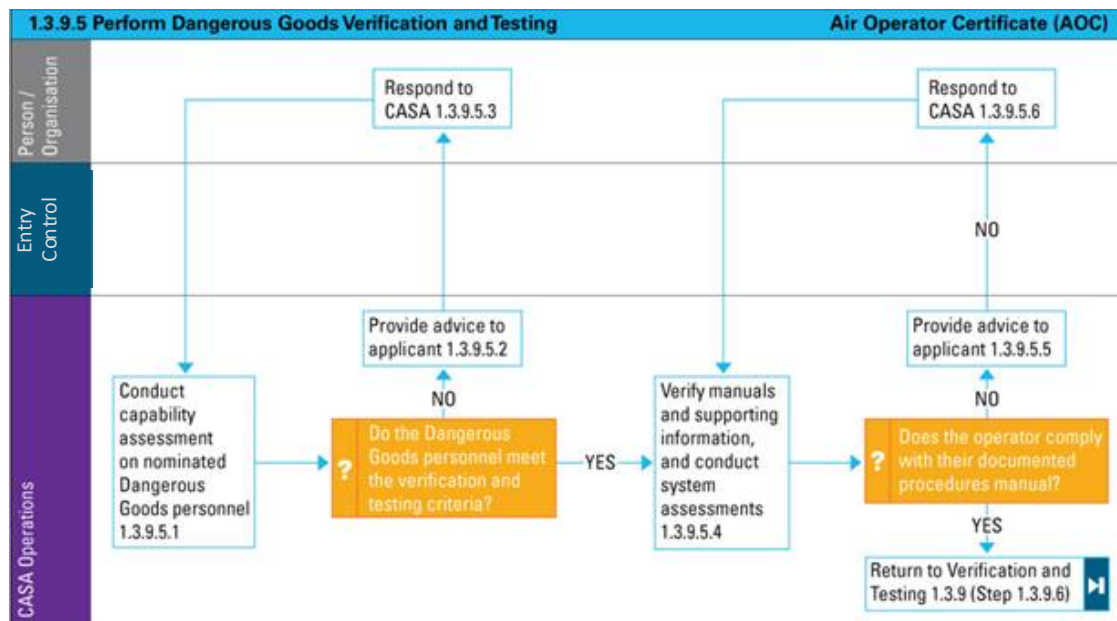 1.3.9.5 Perform Dangerous Goods Verification and Testing
Air Operator Certificate (AOC)
Person /
Organisation
Respond to
CASA 1.3.9.5.3
Respond to
CASA 1.3.9.5.6
Entry
Control
NO
CASA Operations
Provide advice to
applicant 1.3.9.5.2
Provide advice to
applicant 1.3.9.5.5
Conduct
capability
assessment
on nominated
Dangerous
Goods personnel
1.3.9.5.1
NO
?
Do the Dangerous
Goods personnel meet
the verification and
testing criteria?
YES
Verify manuals
and supporting
information,
and conduct
system
assessments
1.3.9.5.4
NO
?
Does the operator comply
with their documented
procedures manual?
YES
Return to Verification and
Testing 1.3.9 (Step 1.3.9.6)